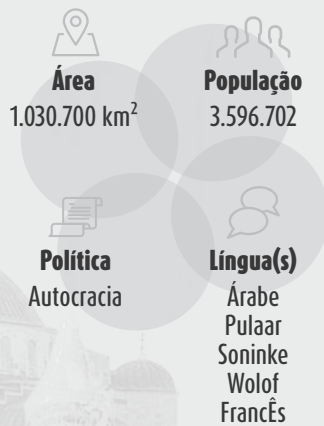 Área
1.030.700 km²
População
3.596.702
Política
Autocracia
Língua(s)
Árabe
Pulaar
Soninke
Wolof
FrancÊs